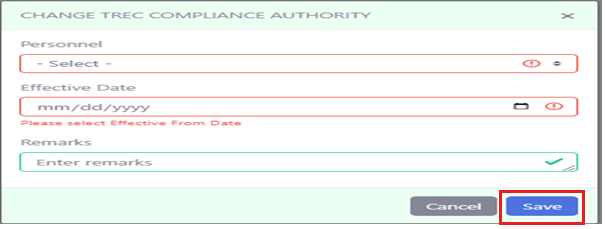 CHANGE TREC COMPLIANCE AUTHORITY
Personnel
- Select -
Effective Date
mm/dd/yyyy
Please select Effective From Date
Remarks
Enter remarks
Cancel Save